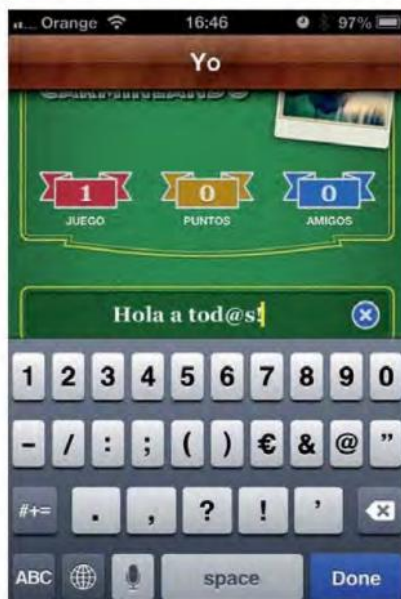 Orange 16:46 97%
Yo
CARMINLANDO
1 0 0
JUEGO PUNTOS AMIGOS
Hola a tod@s!
1 2 3 4 5 6 7 8 9 0
- / : ; ( ) € & @ "
#+= . , ? ! '
ABC space Done